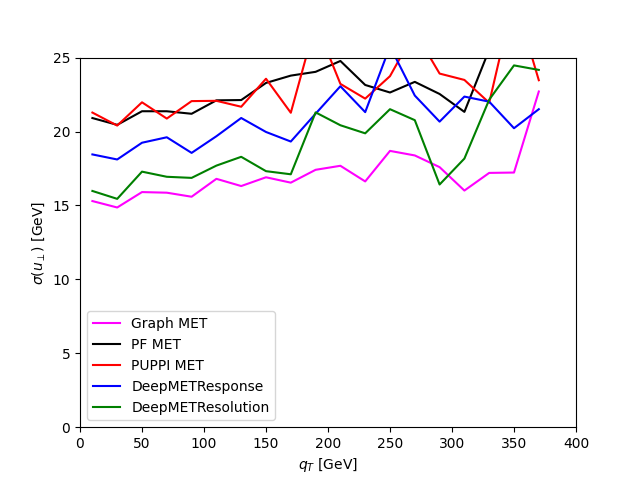 25
20
15
10
5
0
σ(u⊥) [GeV]
Graph MET
PF MET
PUPPI MET
DeepMETResponse
DeepMETResolution
0 50 100 150 200 250 300 350 400
qT [GeV]